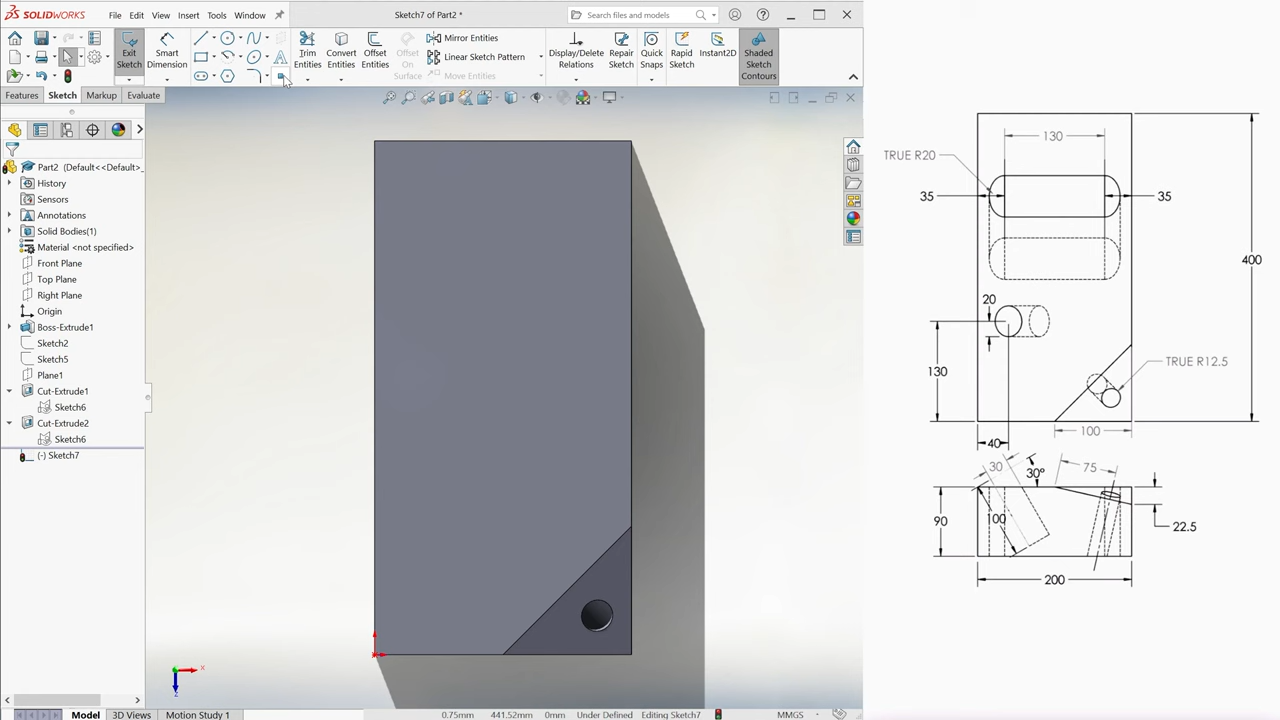 SOLIDWORKS
File
Edit
View
Insert
Tools
Window
Sketch7 of Part2 *
Search files and models
Exit Sketch
Smart Dimension
Trim Entities
Convert Entities
Offset Entities
Offset On Surface
Mirror Entities
Linear Sketch Pattern
Move Entities
Display/Delete Relations
Repair Sketch
Quick Snaps
Rapid Sketch
Instant2D
Shaded Sketch Contours
Features
Sketch
Markup
Evaluate
Part2 (Default<<Default>_
History
Sensors
Annotations
Solid Bodies(1)
Material <not specified>
Front Plane
Top Plane
Right Plane
Origin
Boss-Extrude1
Sketch2
Sketch5
Plane1
Cut-Extrude1
Sketch6
Cut-Extrude2
Sketch6
(-) Sketch7
x
z
Model
3D Views
Motion Study 1
0.75mm
441.52mm
0mm
Under Defined
Editing Sketch7
MMGS
130
TRUE R20
35
35
400
20
130
TRUE R12.5
100
40
30
30°
75
90
100
22.5
200